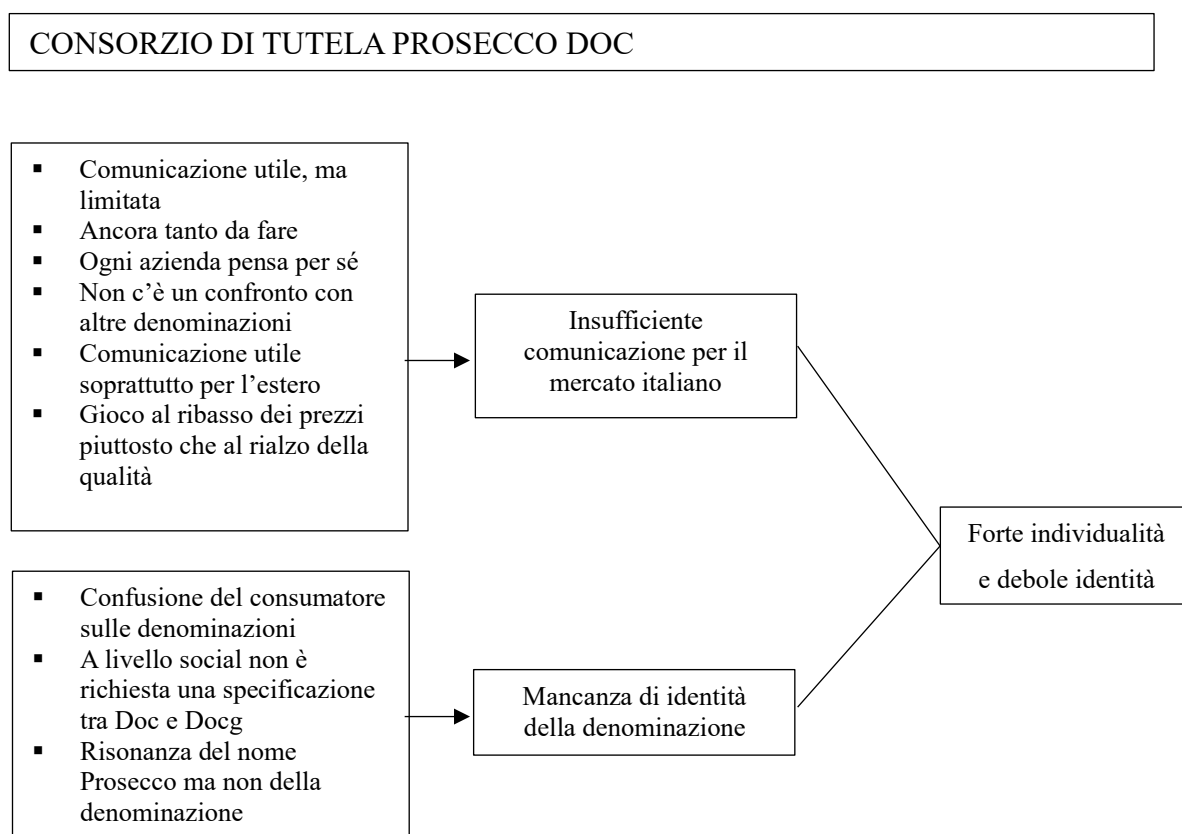 CONSORZIO DI TUTELA PROSECCO DOC
▪ Comunicazione utile, ma
limitata
▪ Ancora tanto da fare
▪ Ogni azienda pensa per sé
▪ Non c’è un confronto con
altre denominazioni
▪ Comunicazione utile
soprattutto per l’estero
▪ Gioco al ribasso dei prezzi
piuttosto che al rialzo della
qualità
Insufficiente
comunicazione per il
mercato italiano
▪ Confusione del consumatore
sulle denominazioni
▪ A livello social non è
richiesta una specificazione
tra Doc e Docg
▪ Risonanza del nome
Prosecco ma non della
denominazione
Mancanza di identità
della denominazione
Forte individualità
e debole identità